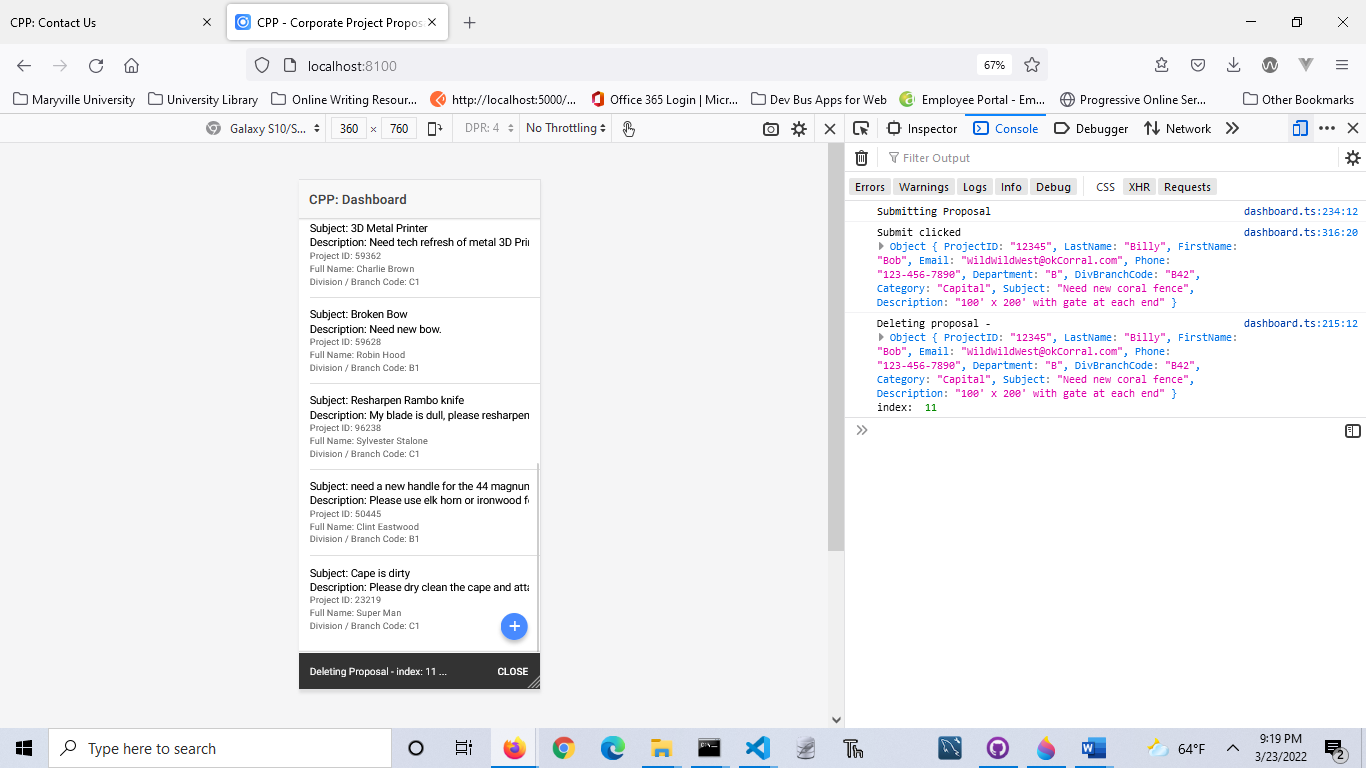 CPP: Contact Us
CPP - Corporate Project Propos
localhost:8100
67%
Maryville University
University Library
Online Writing Resour...
http://localhost:5000/...
Office 365 Login | Micr...
Dev Bus Apps for Web
Employee Portal - Em...
Progressive Online Ser...
Other Bookmarks
Galaxy S10/S...
360 × 760
DPR: 4
No Throttling
Inspector
Console
Debugger
Network
Filter Output
Errors
Warnings
Logs
Info
Debug
CSS
XHR
Requests
CPP: Dashboard
Subject: 3D Metal Printer
Description: Need tech refresh of metal 3D Prin
Project ID: 59362
Full Name: Charlie Brown
Division / Branch Code: C1
Subject: Broken Bow
Description: Need new bow.
Project ID: 59628
Full Name: Robin Hood
Division / Branch Code: B1
Subject: Resharpen Rambo knife
Description: My blade is dull, please resharpen
Project ID: 96238
Full Name: Sylvester Stalone
Division / Branch Code: C1
Subject: need a new handle for the 44 magnun
Description: Please use elk horn or ironwood fo
Project ID: 50445
Full Name: Clint Eastwood
Division / Branch Code: B1
Subject: Cape is dirty
Description: Please dry clean the cape and atta
Project ID: 23219
Full Name: Super Man
Division / Branch Code: C1
Deleting Proposal - index: 11 ...
CLOSE
Submitting Proposal
dashboard.ts:234:12
Submit clicked
dashboard.ts:316:20
Object { ProjectID: "12345", LastName: "Billy", FirstName:
"Bob", Email: "WildWildWest@okCorral.com", Phone:
"123-456-7890", Department: "B", DivBranchCode: "B42",
Category: "Capital", Subject: "Need new coral fence",
Description: "100' x 200' with gate at each end" }
Deleting proposal -
dashboard.ts:215:12
Object { ProjectID: "12345", LastName: "Billy", FirstName:
"Bob", Email: "WildWildWest@okCorral.com", Phone:
"123-456-7890", Department: "B", DivBranchCode: "B42",
Category: "Capital", Subject: "Need new coral fence",
Description: "100' x 200' with gate at each end" }
index: 11
Type here to search
64°F
9:19 PM
3/23/2022
2